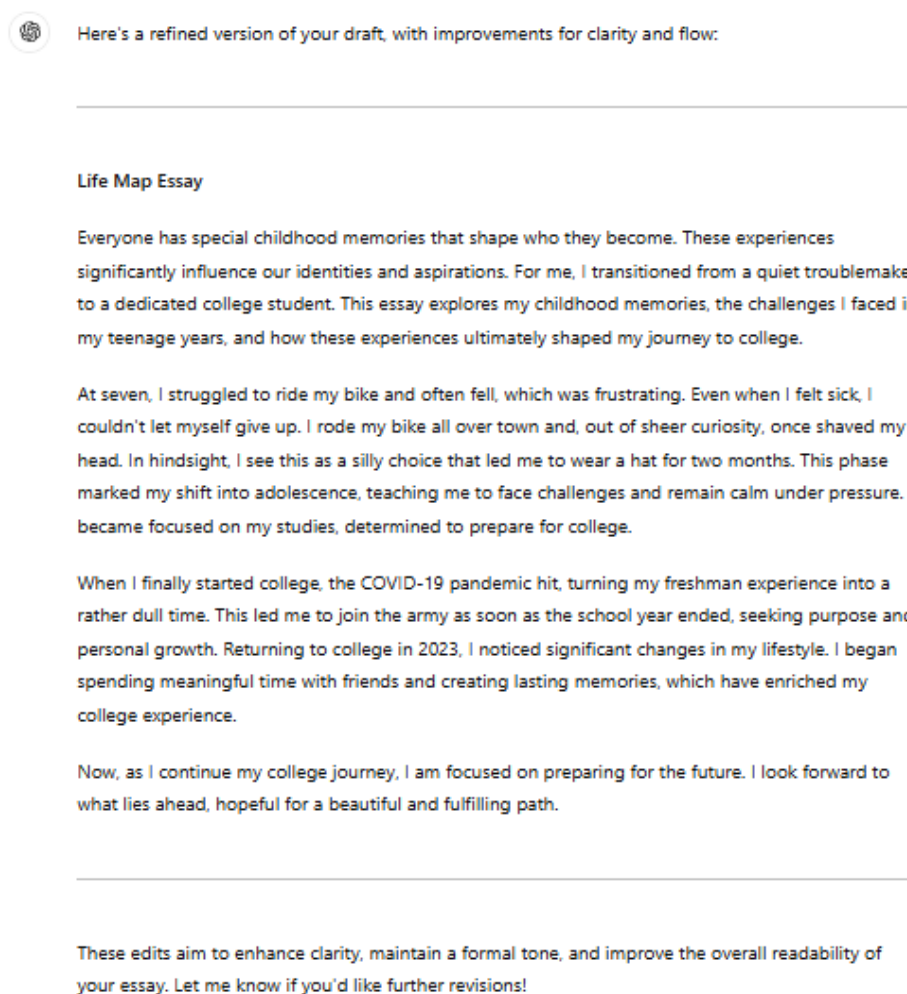 Here's a refined version of your draft, with improvements for clarity and flow:
Life Map Essay
Everyone has special childhood memories that shape who they become. These experiences
significantly influence our identities and aspirations. For me, I transitioned from a quiet troublemake
to a dedicated college student. This essay explores my childhood memories, the challenges I faced i
my teenage years, and how these experiences ultimately shaped my journey to college.
At seven, I struggled to ride my bike and often fell, which was frustrating. Even when I felt sick, I
couldn't let myself give up. I rode my bike all over town and, out of sheer curiosity, once shaved my
head. In hindsight, I see this as a silly choice that led me to wear a hat for two months. This phase
marked my shift into adolescence, teaching me to face challenges and remain calm under pressure.
became focused on my studies, determined to prepare for college.
When I finally started college, the COVID-19 pandemic hit, turning my freshman experience into a
rather dull time. This led me to join the army as soon as the school year ended, seeking purpose and
personal growth. Returning to college in 2023, I noticed significant changes in my lifestyle. I began
spending meaningful time with friends and creating lasting memories, which have enriched my
college experience.
Now, as I continue my college journey, I am focused on preparing for the future. I look forward to
what lies ahead, hopeful for a beautiful and fulfilling path.
These edits aim to enhance clarity, maintain a formal tone, and improve the overall readability of
your essay. Let me know if you'd like further revisions!